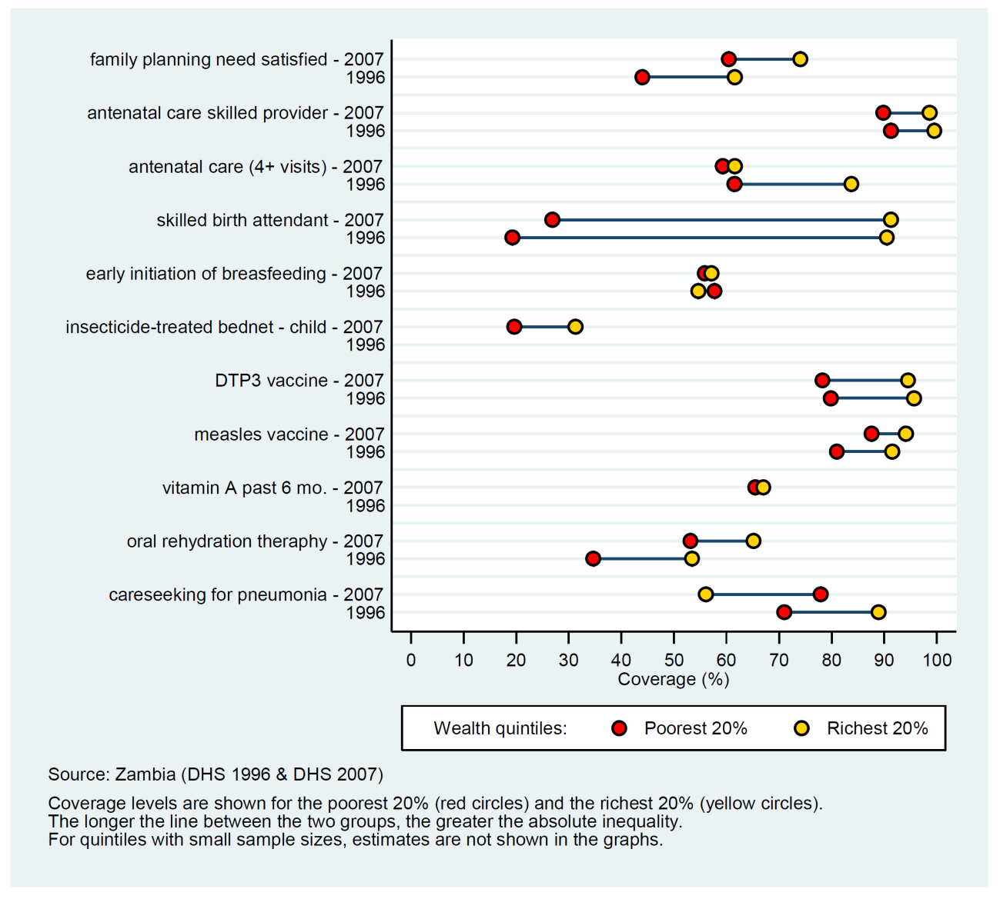 family planning need satisfied - 2007
1996
antenatal care skilled provider - 2007
1996
antenatal care (4+ visits) - 2007
1996
skilled birth attendant - 2007
1996
early initiation of breasfeeding - 2007
1996
insecticide-treated bednet - child - 2007
1996
DTP3 vaccine - 2007
1996
measles vaccine - 2007
1996
vitamin A past 6 mo. - 2007
1996
oral rehydration theraphy - 2007
1996
careseeking for pneumonia - 2007
1996
0 10 20 30 40 50 60 70 80 90 100
Coverage (%)
Wealth quintiles: Poorest 20% Richest 20%
Source: Zambia (DHS 1996 & DHS 2007)
Coverage levels are shown for the poorest 20% (red circles) and the richest 20% (yellow circles).
The longer the line between the two groups, the greater the absolute inequality.
For quintiles with small sample sizes, estimates are not shown in the graphs.